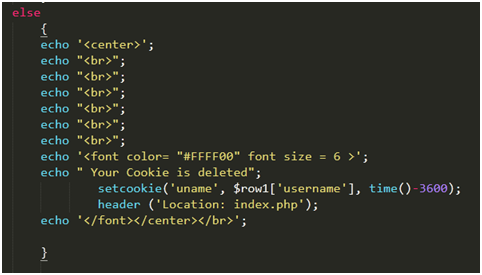 else
{
echo '<center>';
echo "<br>";
echo "<br>";
echo "<br>";
echo "<br>";
echo "<br>";
echo "<br>";
echo '<font color= "#FFFF00" font size = 6 >';
echo " Your Cookie is deleted";
setcookie('uname', $row1['username'], time()-3600);
header ('Location: index.php');
echo '</font></center></br>';
}